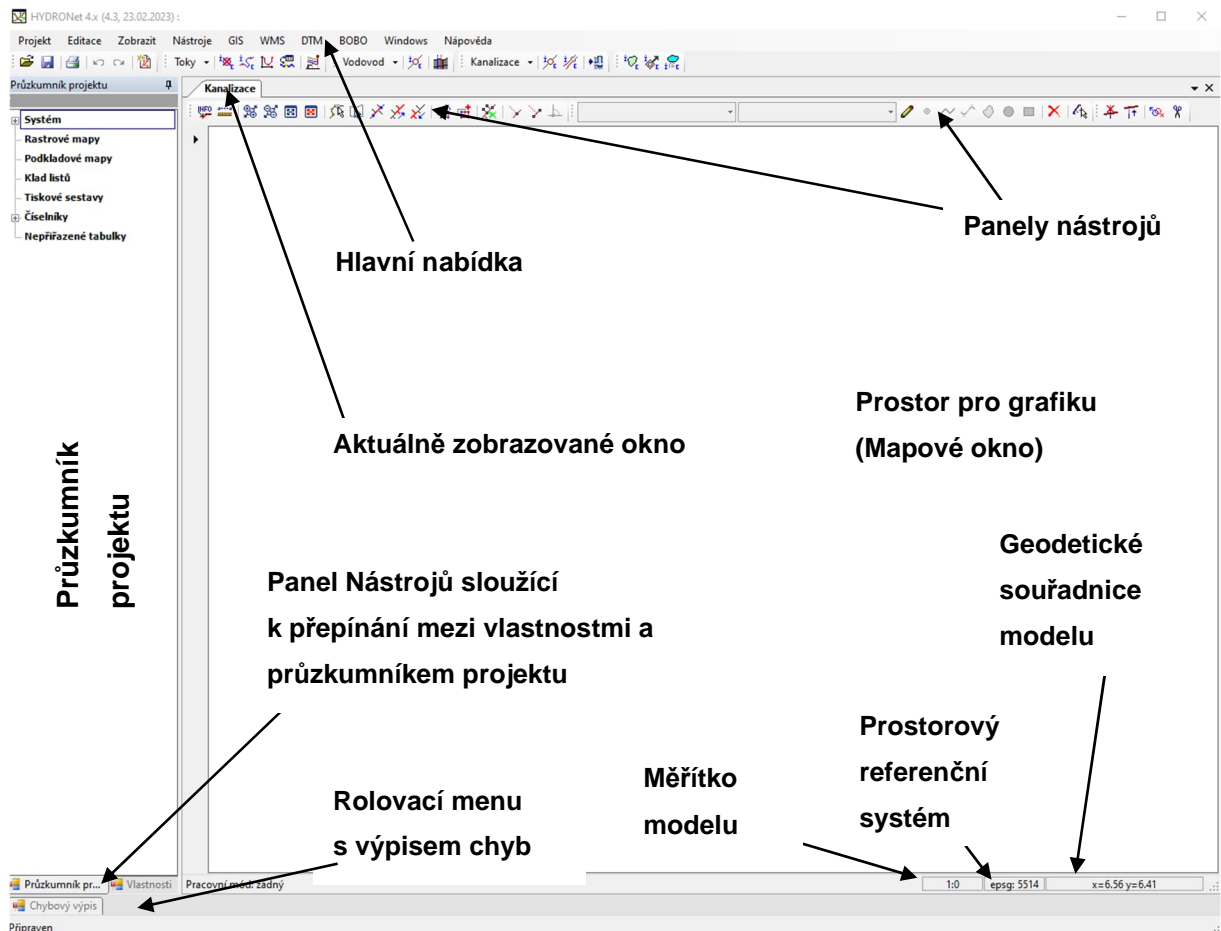 HYDRONet 4.x (4.3, 23.02.2023) :
Projekt Editace Zobrazit Nástroje GIS WMS DTM BOBO Windows Nápověda
Toky Vodovod Kanalizace
Průzkumník projektu
Kanalizace
INFO
Systém
Rastrové mapy
Podkladové mapy
Klad listů
Tiskové sestavy
Číselníky
Nepřiřazené tabulky
Panely nástrojů
Hlavní nabídka
Prostor pro grafiku
(Mapové okno)
Aktuálně zobrazované okno
Průzkumník
projektu
Geodetické
souřadnice
modelu
Panel Nástrojů sloužící
k přepínání mezi vlastnostmi a
průzkumníkem projektu
Prostorový
referenční
systém
Měřítko
modelu
Rolovací menu
s výpisem chyb
Průzkumník pr... Vlastnosti
Pracovní mód: žádný
1:0 epsg: 5514 x=6.56 y=6.41
Chybový výpis
Připraven